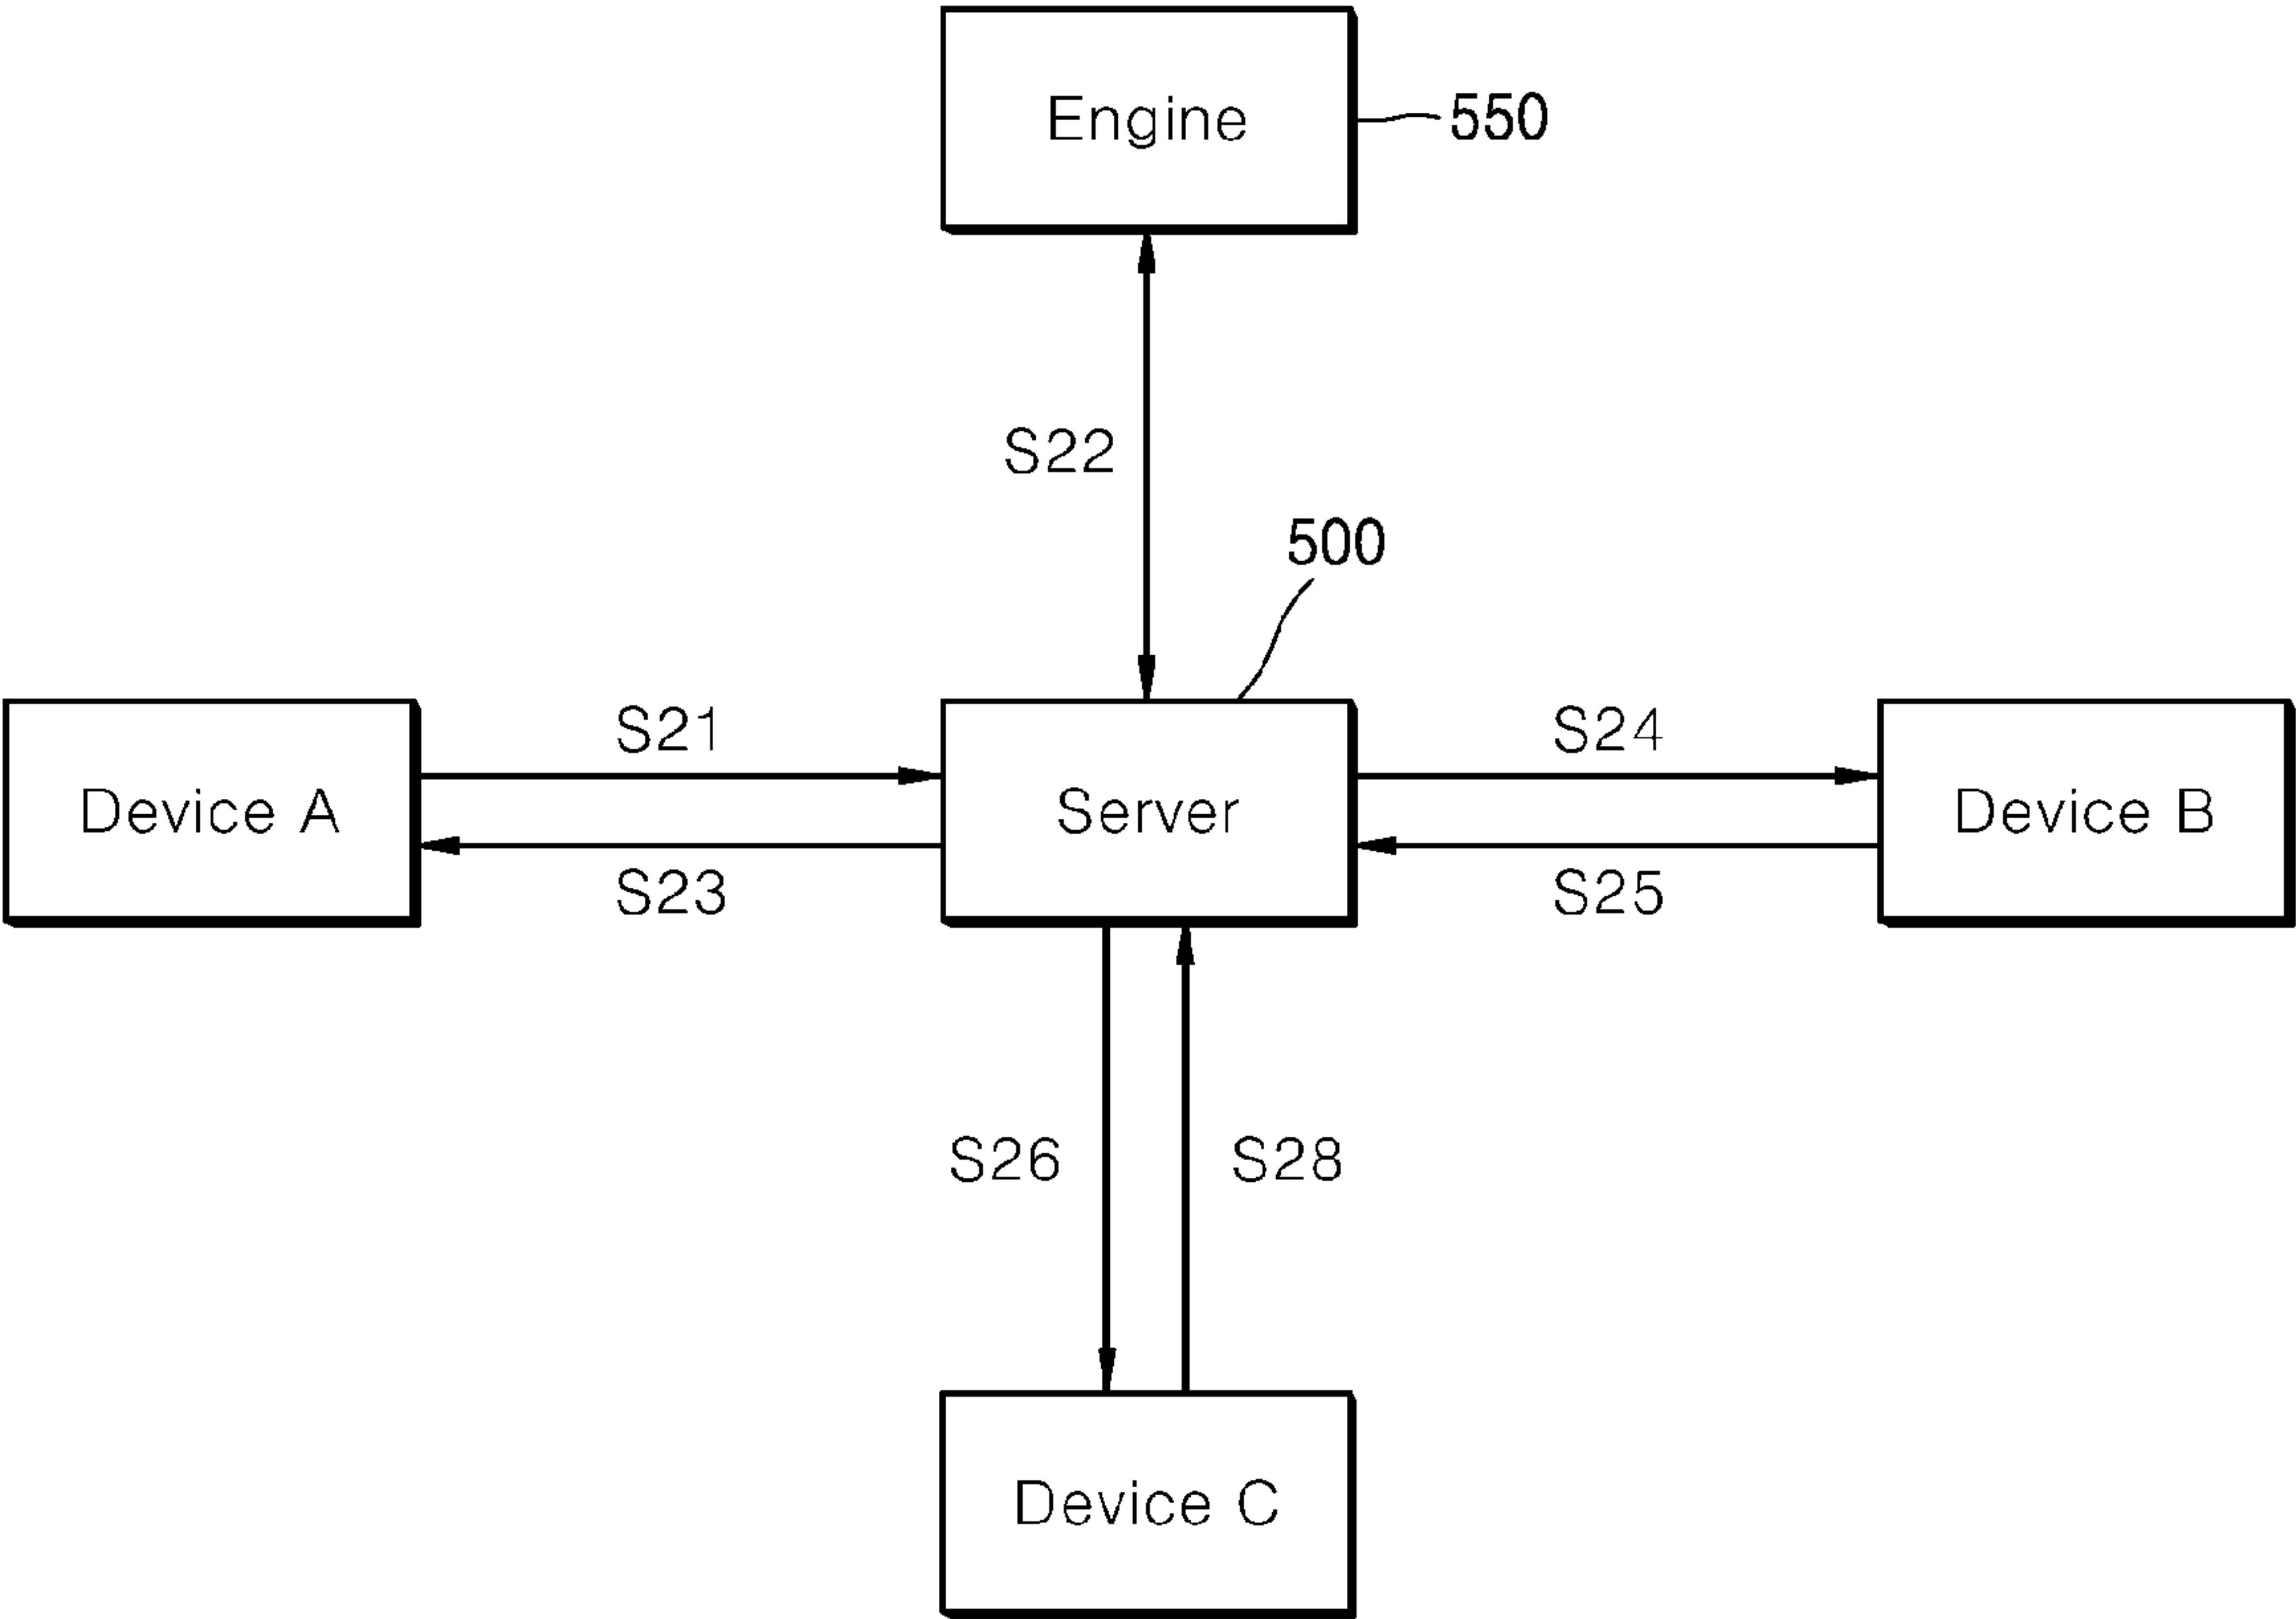 Engine
550
S22
500
S21
S24
Device A
Server
Device B
S23
S25
S26
S28
Device C